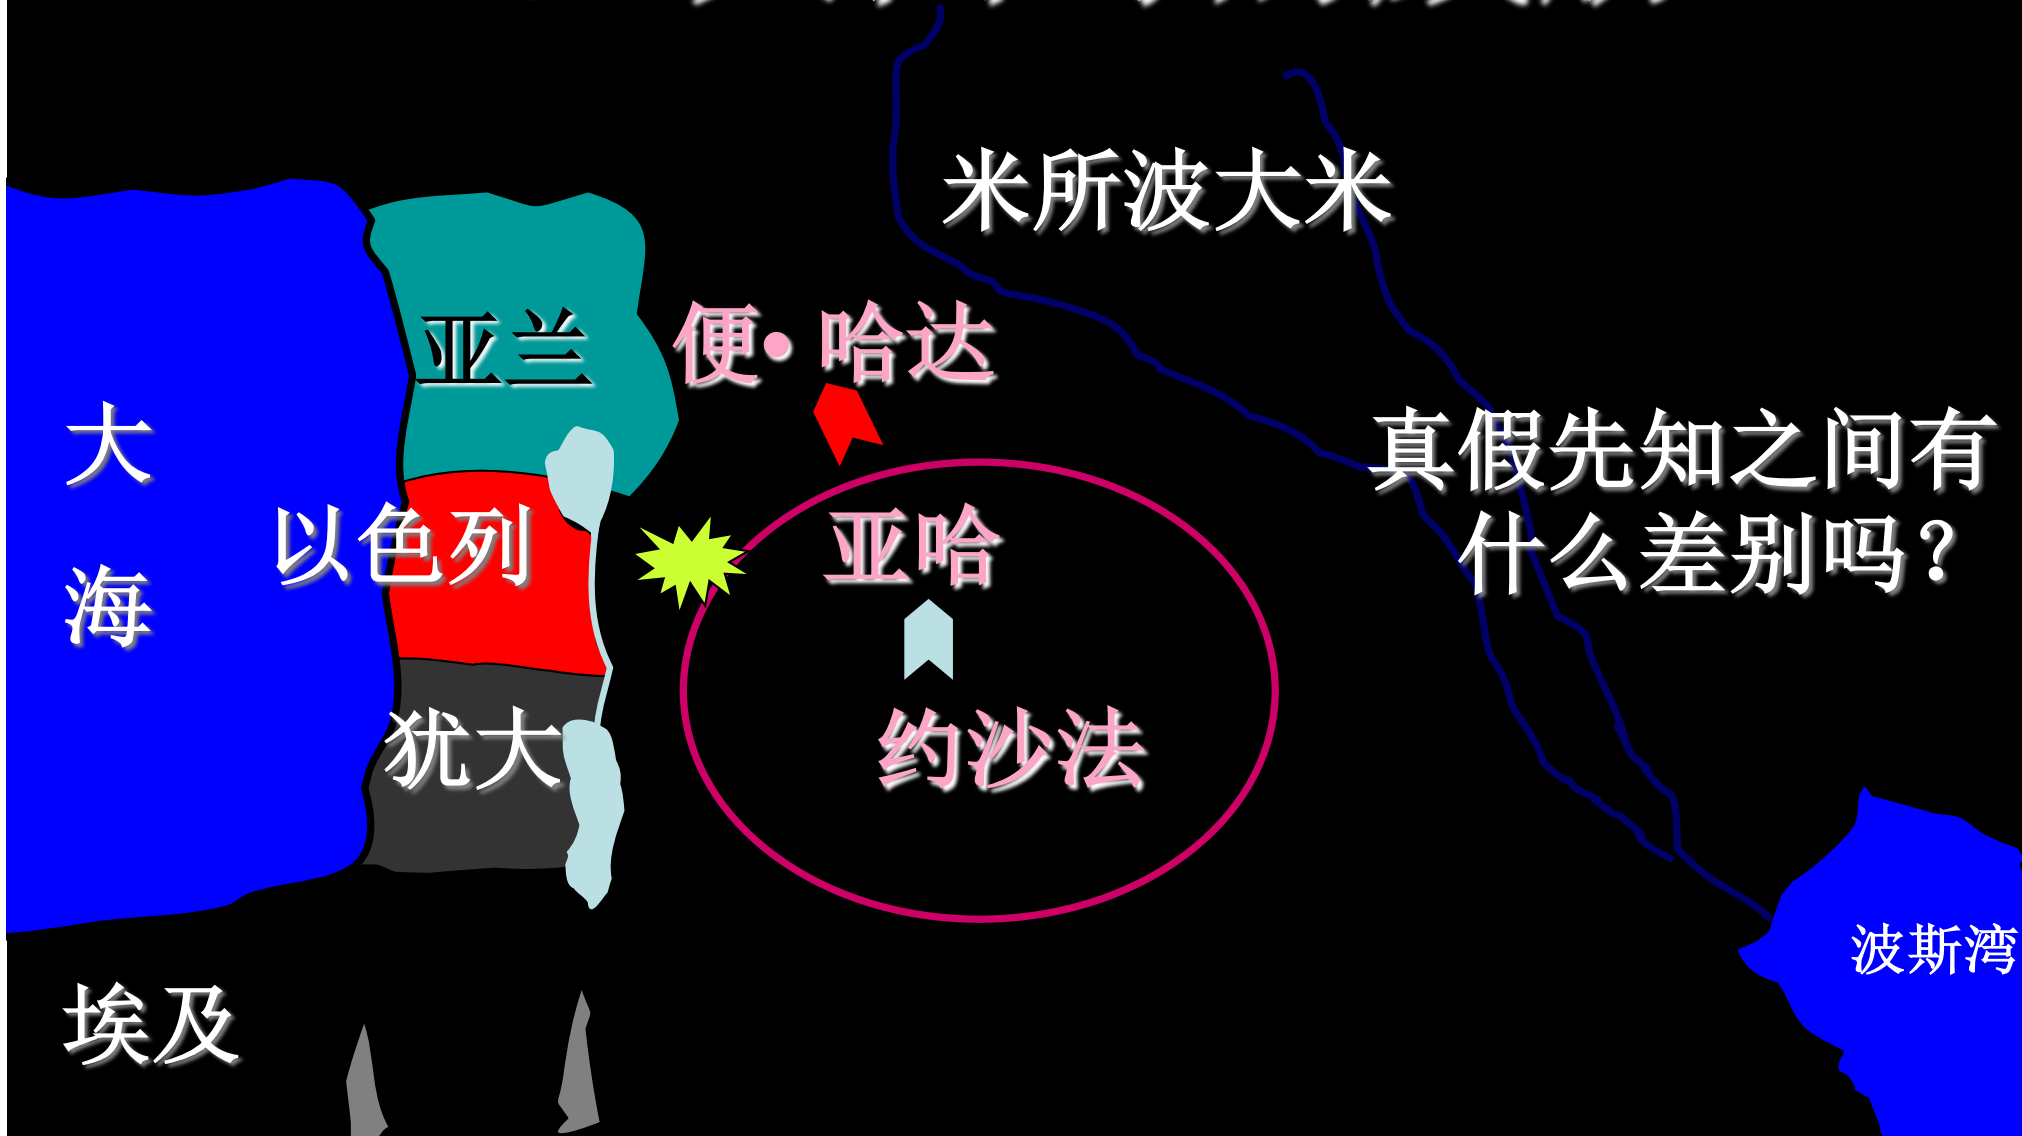 米所波大米
亚兰
便•哈达
大
海
真假先知之间有
什么差别吗？
以色列
亚哈
犹大
约沙法
波斯湾
埃及